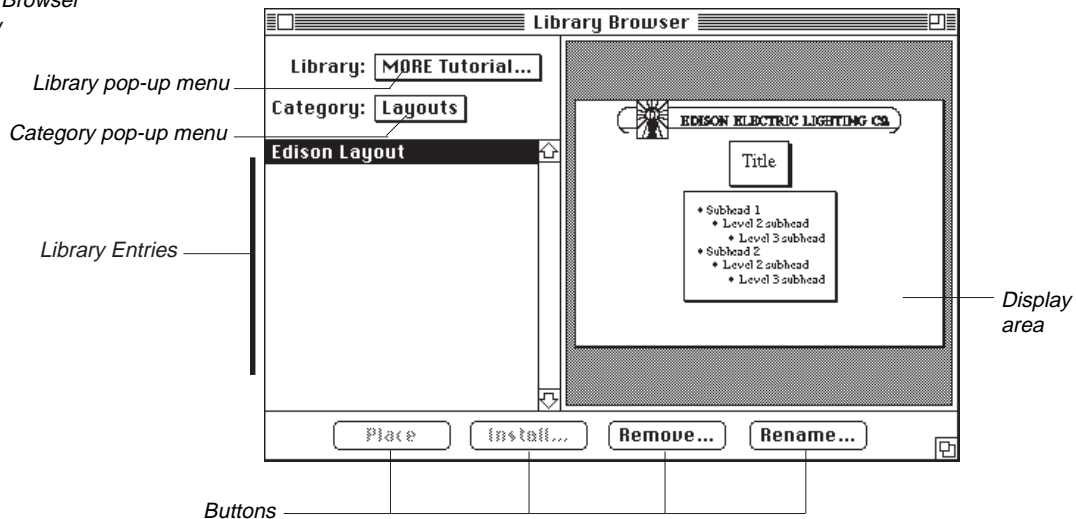 Browser
Library Browser
Library: MORE Tutorial...
Library pop-up menu
Category: Layouts
Category pop-up menu
Edison Layout
Library Entries
EDISON ELECTRIC LIGHTING CO.
Title
♦ Subhead 1
♦ Level 2 subhead
♦ Level 3 subhead
♦ Subhead 2
♦ Level 2 subhead
♦ Level 3 subhead
Display
area
Place Install... Remove... Rename...
Buttons